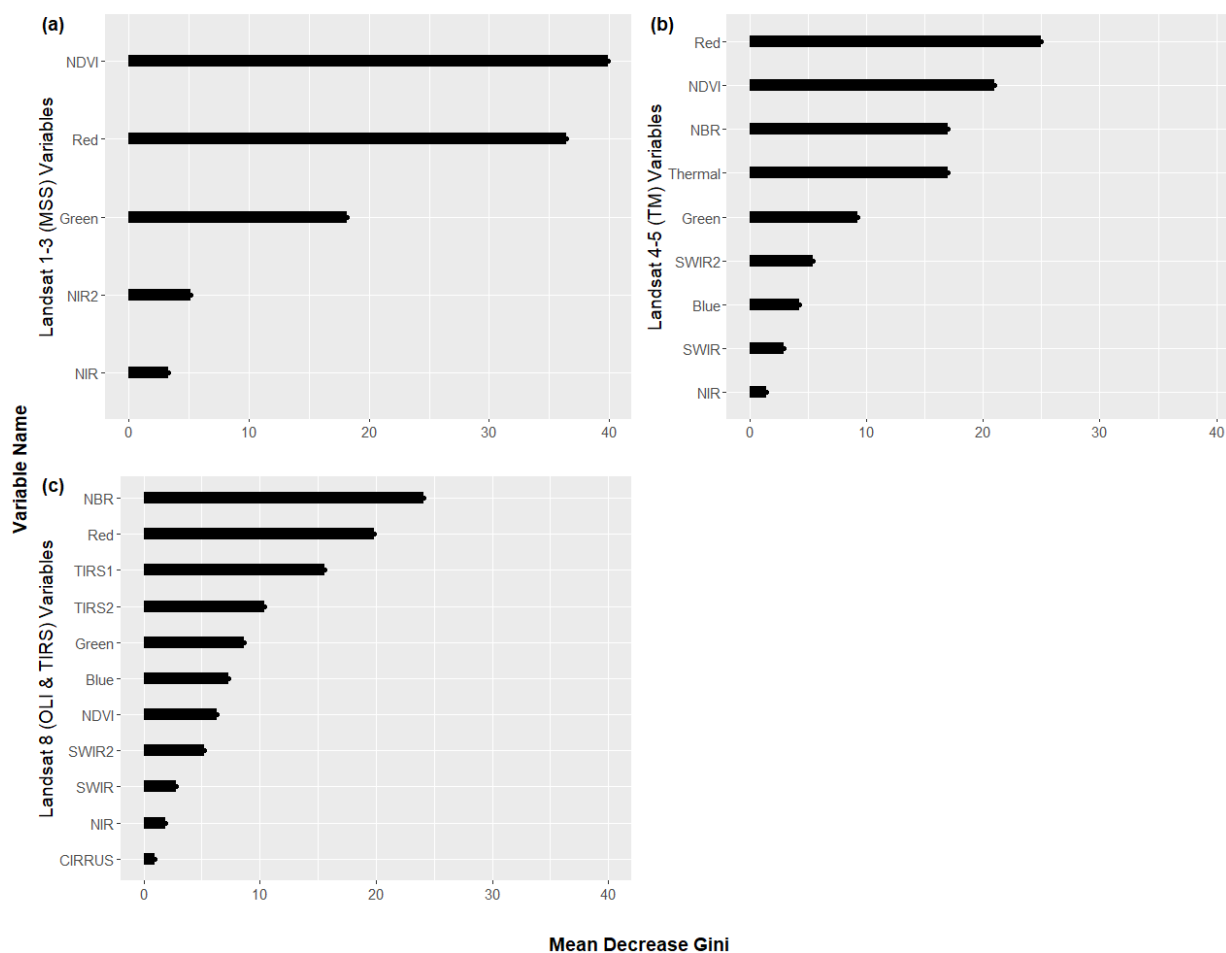 (a)
NDVI
Red
Green
NIR2
NIR
Landsat 1-3 (MSS) Variables
0 10 20 30 40
(b)
Red
NDVI
NBR
Thermal
Green
SWIR2
Blue
SWIR
NIR
Landsat 4-5 (TM) Variables
0 10 20 30 40
Variable Name
(c)
NBR
Red
TIRS1
TIRS2
Green
Blue
NDVI
SWIR2
SWIR
NIR
CIRRUS
Landsat 8 (OLI & TIRS) Variables
0 10 20 30 40
Mean Decrease Gini